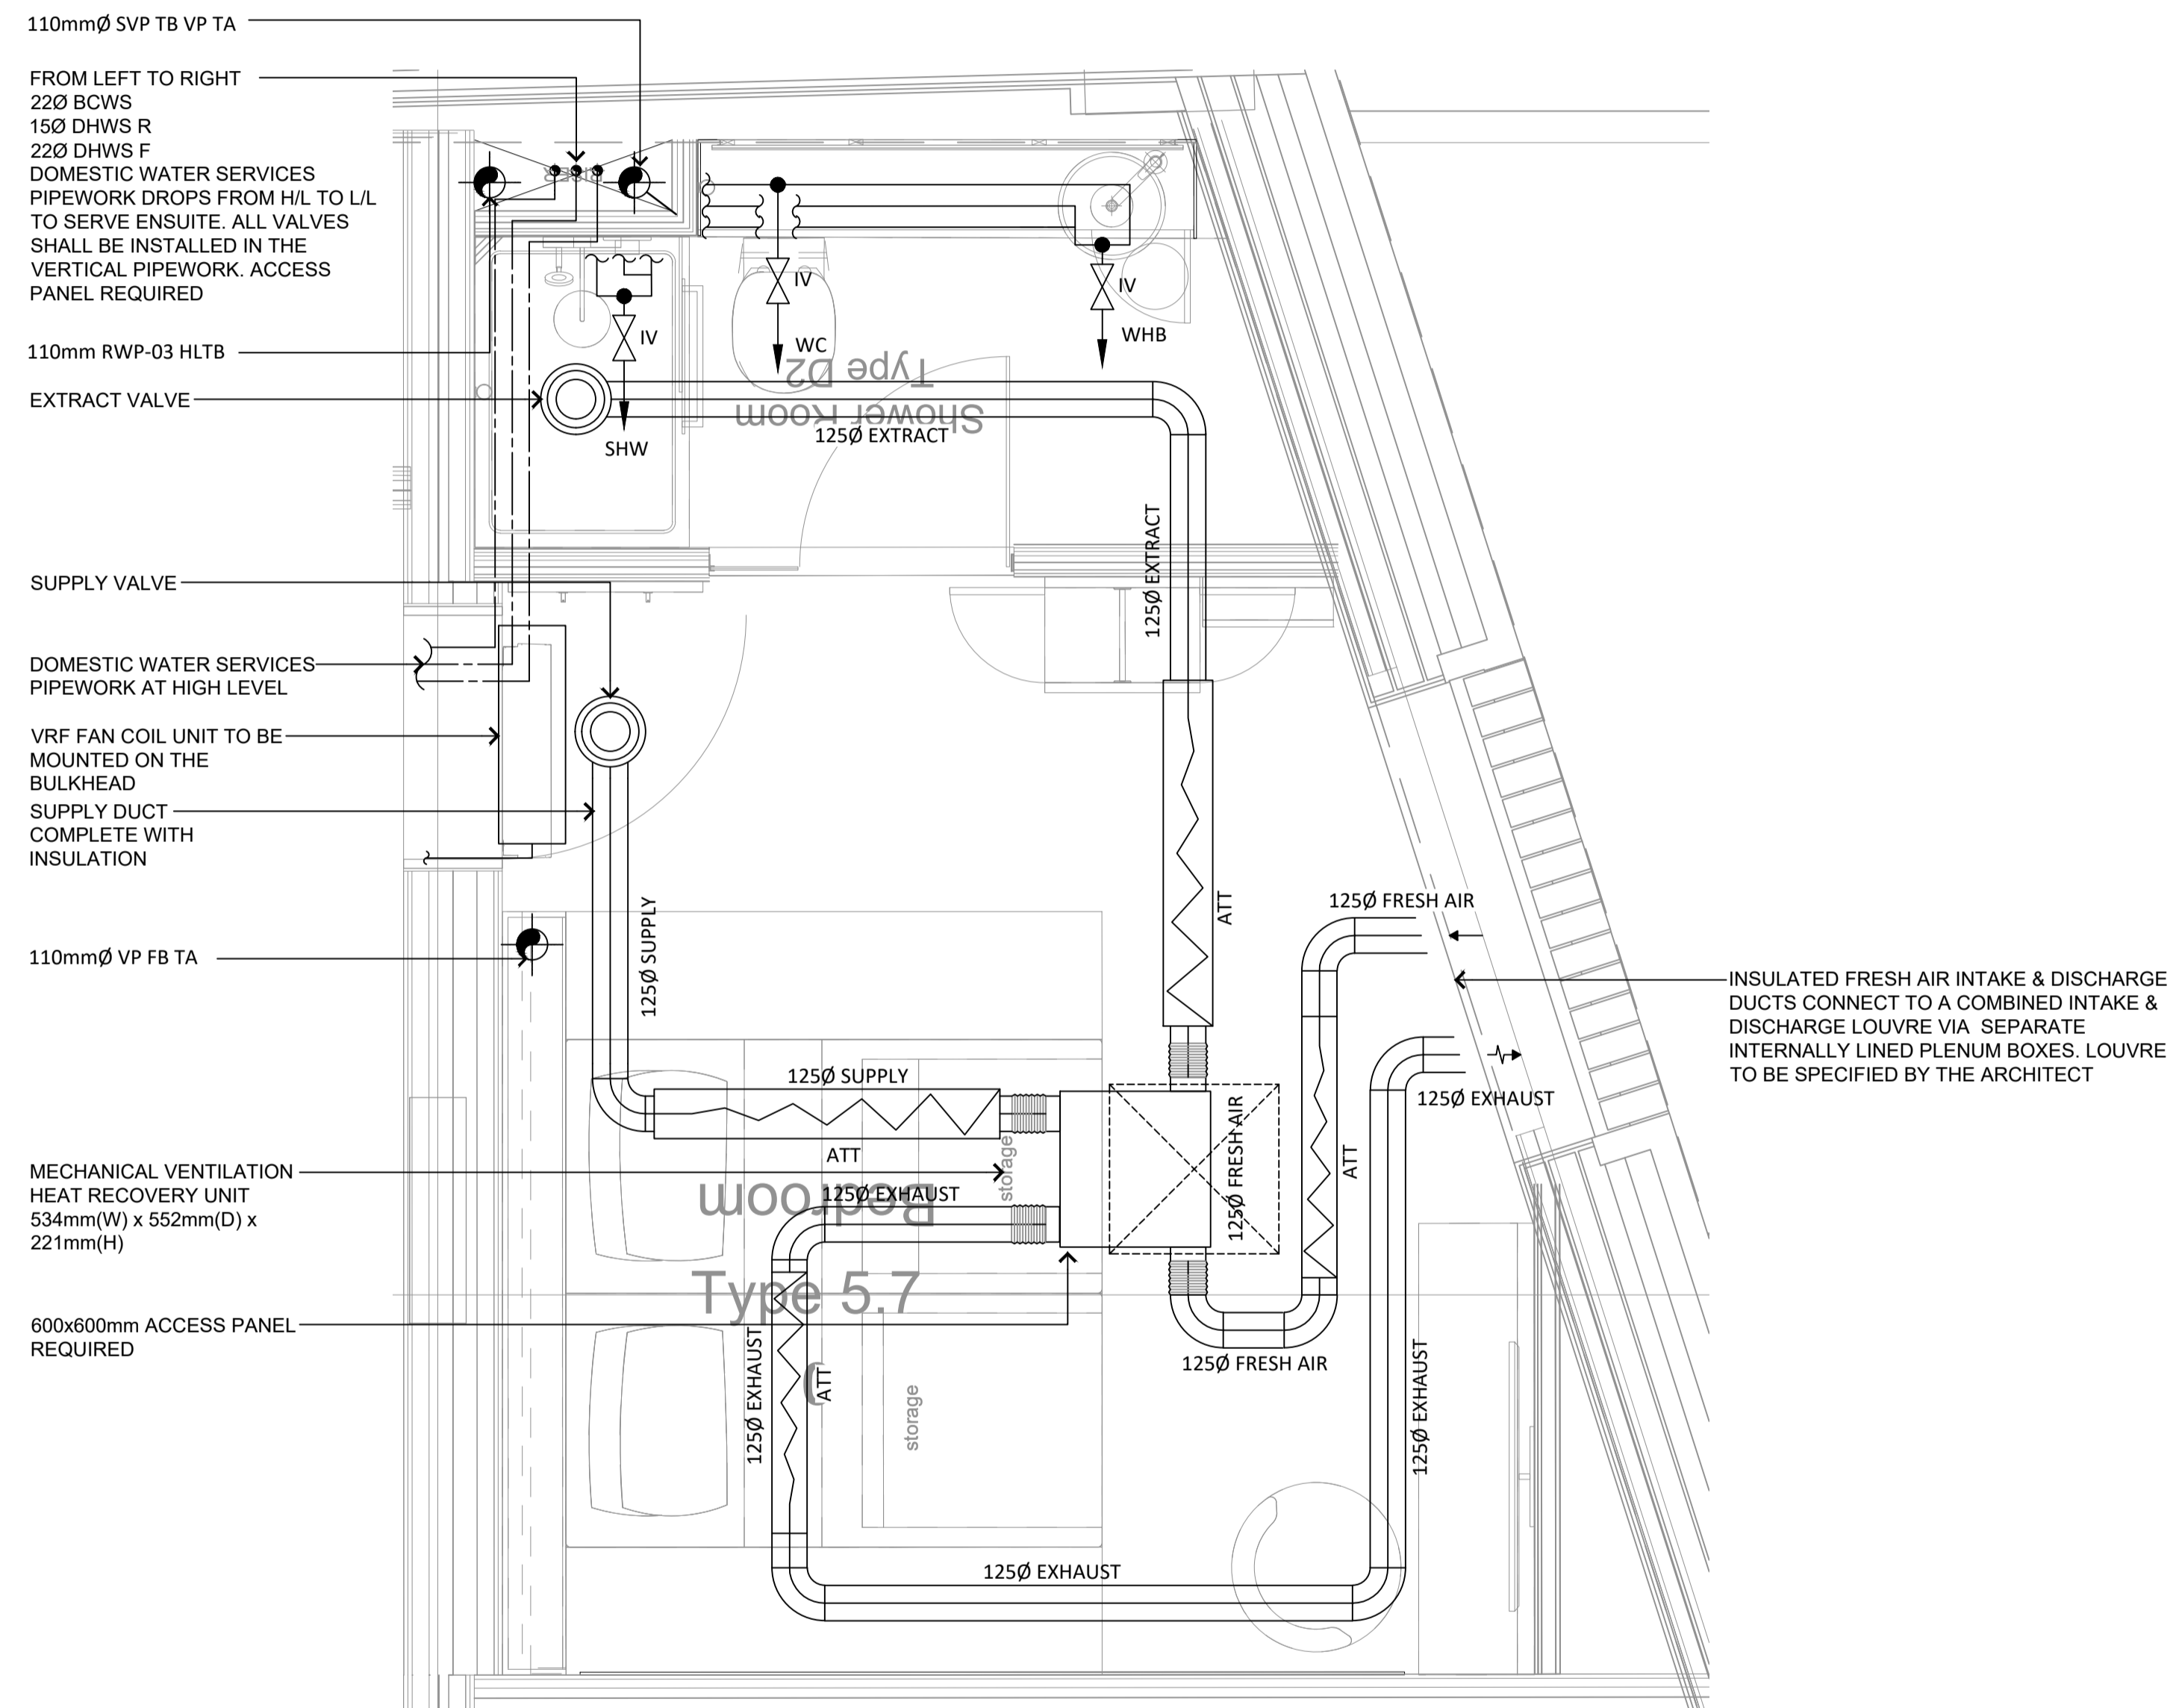 110mmØ SVP TB VP TA
FROM LEFT TO RIGHT
22Ø BCWS
15Ø DHWS R
22Ø DHWS F
DOMESTIC WATER SERVICES
PIPEWORK DROPS FROM H/L TO L/L
TO SERVE ENSUITE. ALL VALVES
SHALL BE INSTALLED IN THE
VERTICAL PIPEWORK. ACCESS
PANEL REQUIRED
110mm RWP-03 HLTB
EXTRACT VALVE
SUPPLY VALVE
DOMESTIC WATER SERVICES
PIPEWORK AT HIGH LEVEL
VRF FAN COIL UNIT TO BE
MOUNTED ON THE
BULKHEAD
SUPPLY DUCT
COMPLETE WITH
INSULATION
110mmØ VP FB TA
MECHANICAL VENTILATION
HEAT RECOVERY UNIT
534mm(W) x 552mm(D) x
221mm(H)
600x600mm ACCESS PANEL
REQUIRED
IV
IV
IV
WC
WHB
SHW
Shower Room
Type D2
125Ø EXTRACT
125Ø EXTRACT
ATT
125Ø SUPPLY
125Ø SUPPLY
ATT
125Ø EXHAUST
Bedroom
Type 5.7
storage
storage
125Ø FRESH AIR
125Ø FRESH AIR
ATT
125Ø FRESH AIR
125Ø EXHAUST
125Ø EXHAUST
ATT
125Ø EXHAUST
125Ø EXHAUST
INSULATED FRESH AIR INTAKE & DISCHARGE
DUCTS CONNECT TO A COMBINED INTAKE &
DISCHARGE LOUVRE VIA SEPARATE
INTERNALLY LINED PLENUM BOXES. LOUVRE
TO BE SPECIFIED BY THE ARCHITECT